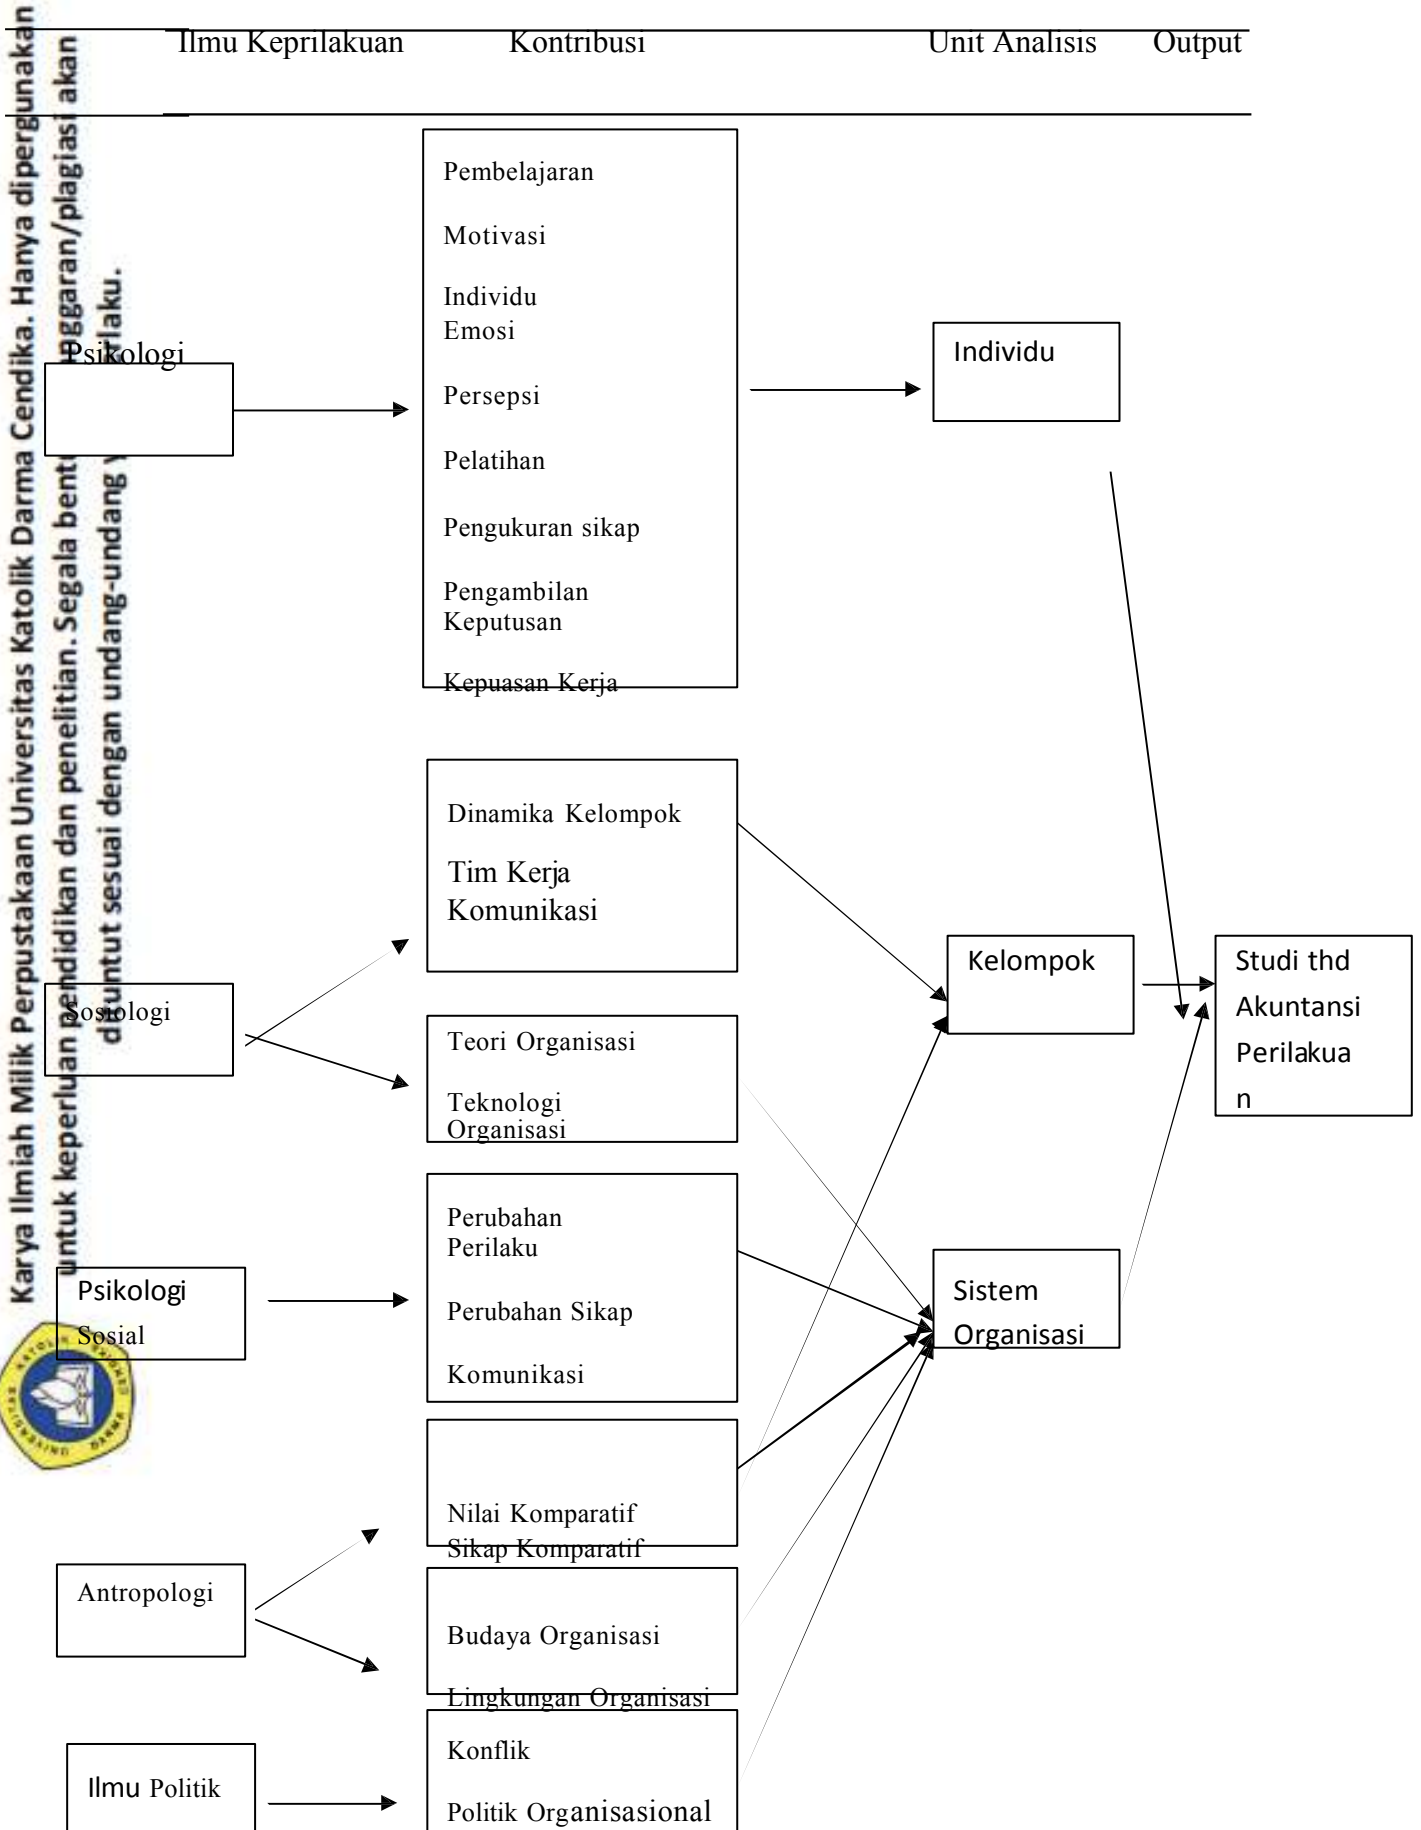 Ilmu Keprilakuan Kontribusi Unit Analisis Output
Karya Ilmiah Milik Perpustakaan Universitas Katolik Darma Cendika. Hanya dipergunakan
untuk keperluan pendidikan dan penelitian. Segala nggaran/plagiasi akan
dituntut sesuai dengan undang-undang
Psikologi
Pembelajaran
Motivasi
Individu
Emosi
Persepsi
Pelatihan
Pengukuran sikap
Pengambilan
Keputusan
Kepuasan Kerja
Individu
Sosiologi
Dinamika Kelompok
Tim Kerja
Komunikasi
Teori Organisasi
Teknologi
Organisasi
Kelompok
Studi thd
Akuntansi
Perilakua
n
Psikologi
Sosial
Perubahan
Perilaku
Perubahan Sikap
Komunikasi
Sistem
Organisasi
Antropologi
Nilai Komparatif
Sikap Komparatif
Budaya Organisasi
Lingkungan Organisasi
Ilmu Politik
Konflik
Politik Organisasional